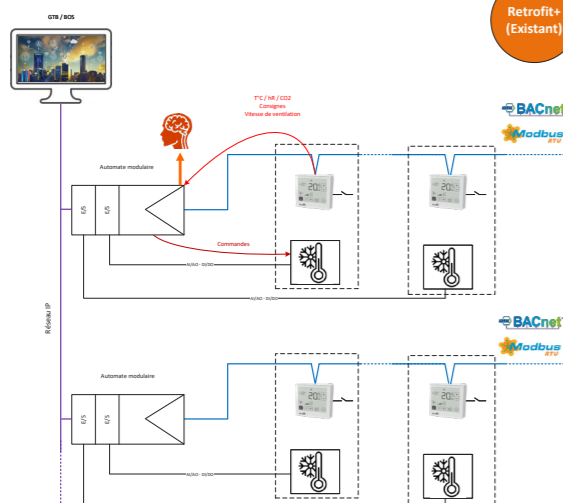 GTB / BOS
Retrofit+
(Existant)
T°C / hR / CO2
Consignes
Vitesse de ventilation
BACnet
Modbus
RTU
Automate modulaire
E/S
E/S
Commandes
AI/AO - DI/DO
AI/AO - DI/DO
Réseau IP
BACnet
Modbus
RTU
Automate modulaire
E/S
E/S
AI/AO - DI/DO